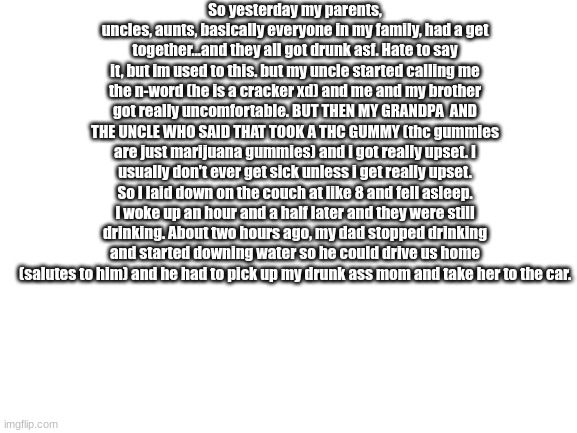 So yesterday my parents,
uncles, aunts, basically everyone in my family, had a get
together...and they all got drunk asf. Hate to say
it, but im used to this. but my uncle started calling me
the n-word (he is a cracker xd) and me and my brother
got really uncomfortable. BUT THEN MY GRANDPA  AND
THE UNCLE WHO SAID THAT TOOK A THC GUMMY (thc gummies
are just marijuana gummies) and i got really upset. I
usually don't ever get sick unless i get really upset.
So i laid down on the couch at like 8 and fell asleep.
I woke up an hour and a half later and they were still
drinking. About two hours ago, my dad stopped drinking
and started downing water so he could drive us home
(salutes to him) and he had to pick up my drunk ass mom and take her to the car.
imgflip.com